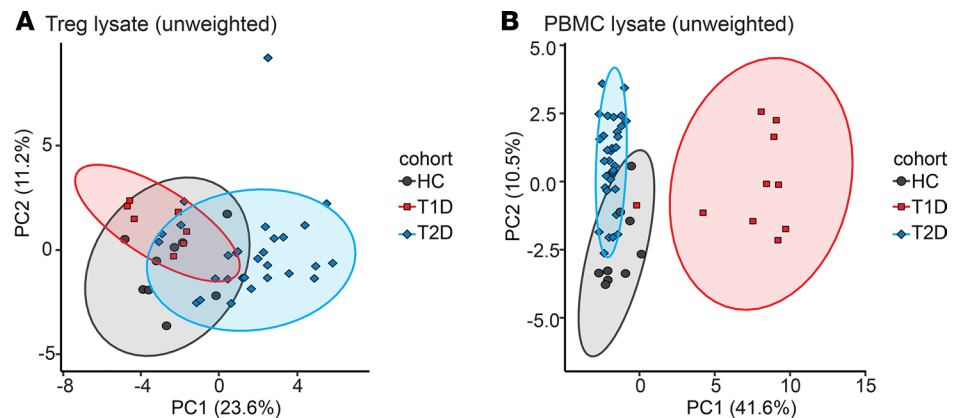 A Treg lysate (unweighted)
PC2 (11.2%)
5
0
-5
-8
-4
0
4
PC1 (23.6%)
cohort
HC
T1D
T2D
B PBMC lysate (unweighted)
PC2 (10.5%)
5.0
2.5
0.0
-2.5
-5.0
0
5
10
15
PC1 (41.6%)
cohort
HC
T1D
T2D